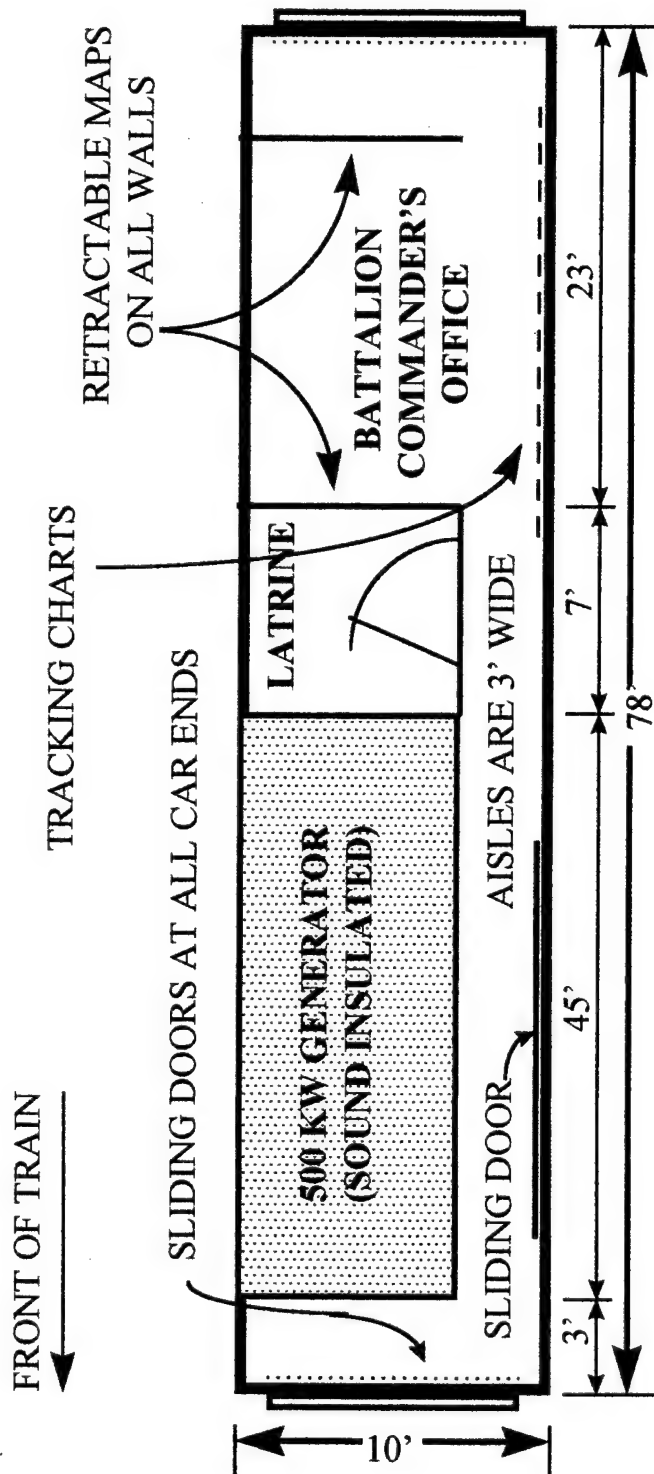 FRONT OF TRAIN
SLIDING DOORS AT ALL CAR ENDS
TRACKING CHARTS
RETRACTABLE MAPS
ON ALL WALLS
500 KW GENERATOR
(SOUND INSULATED)
LATRINE
BATTALION
COMMANDER'S
OFFICE
SLIDING DOOR
AISLES ARE 3' WIDE
10'
3'
45'
7'
23'
78'